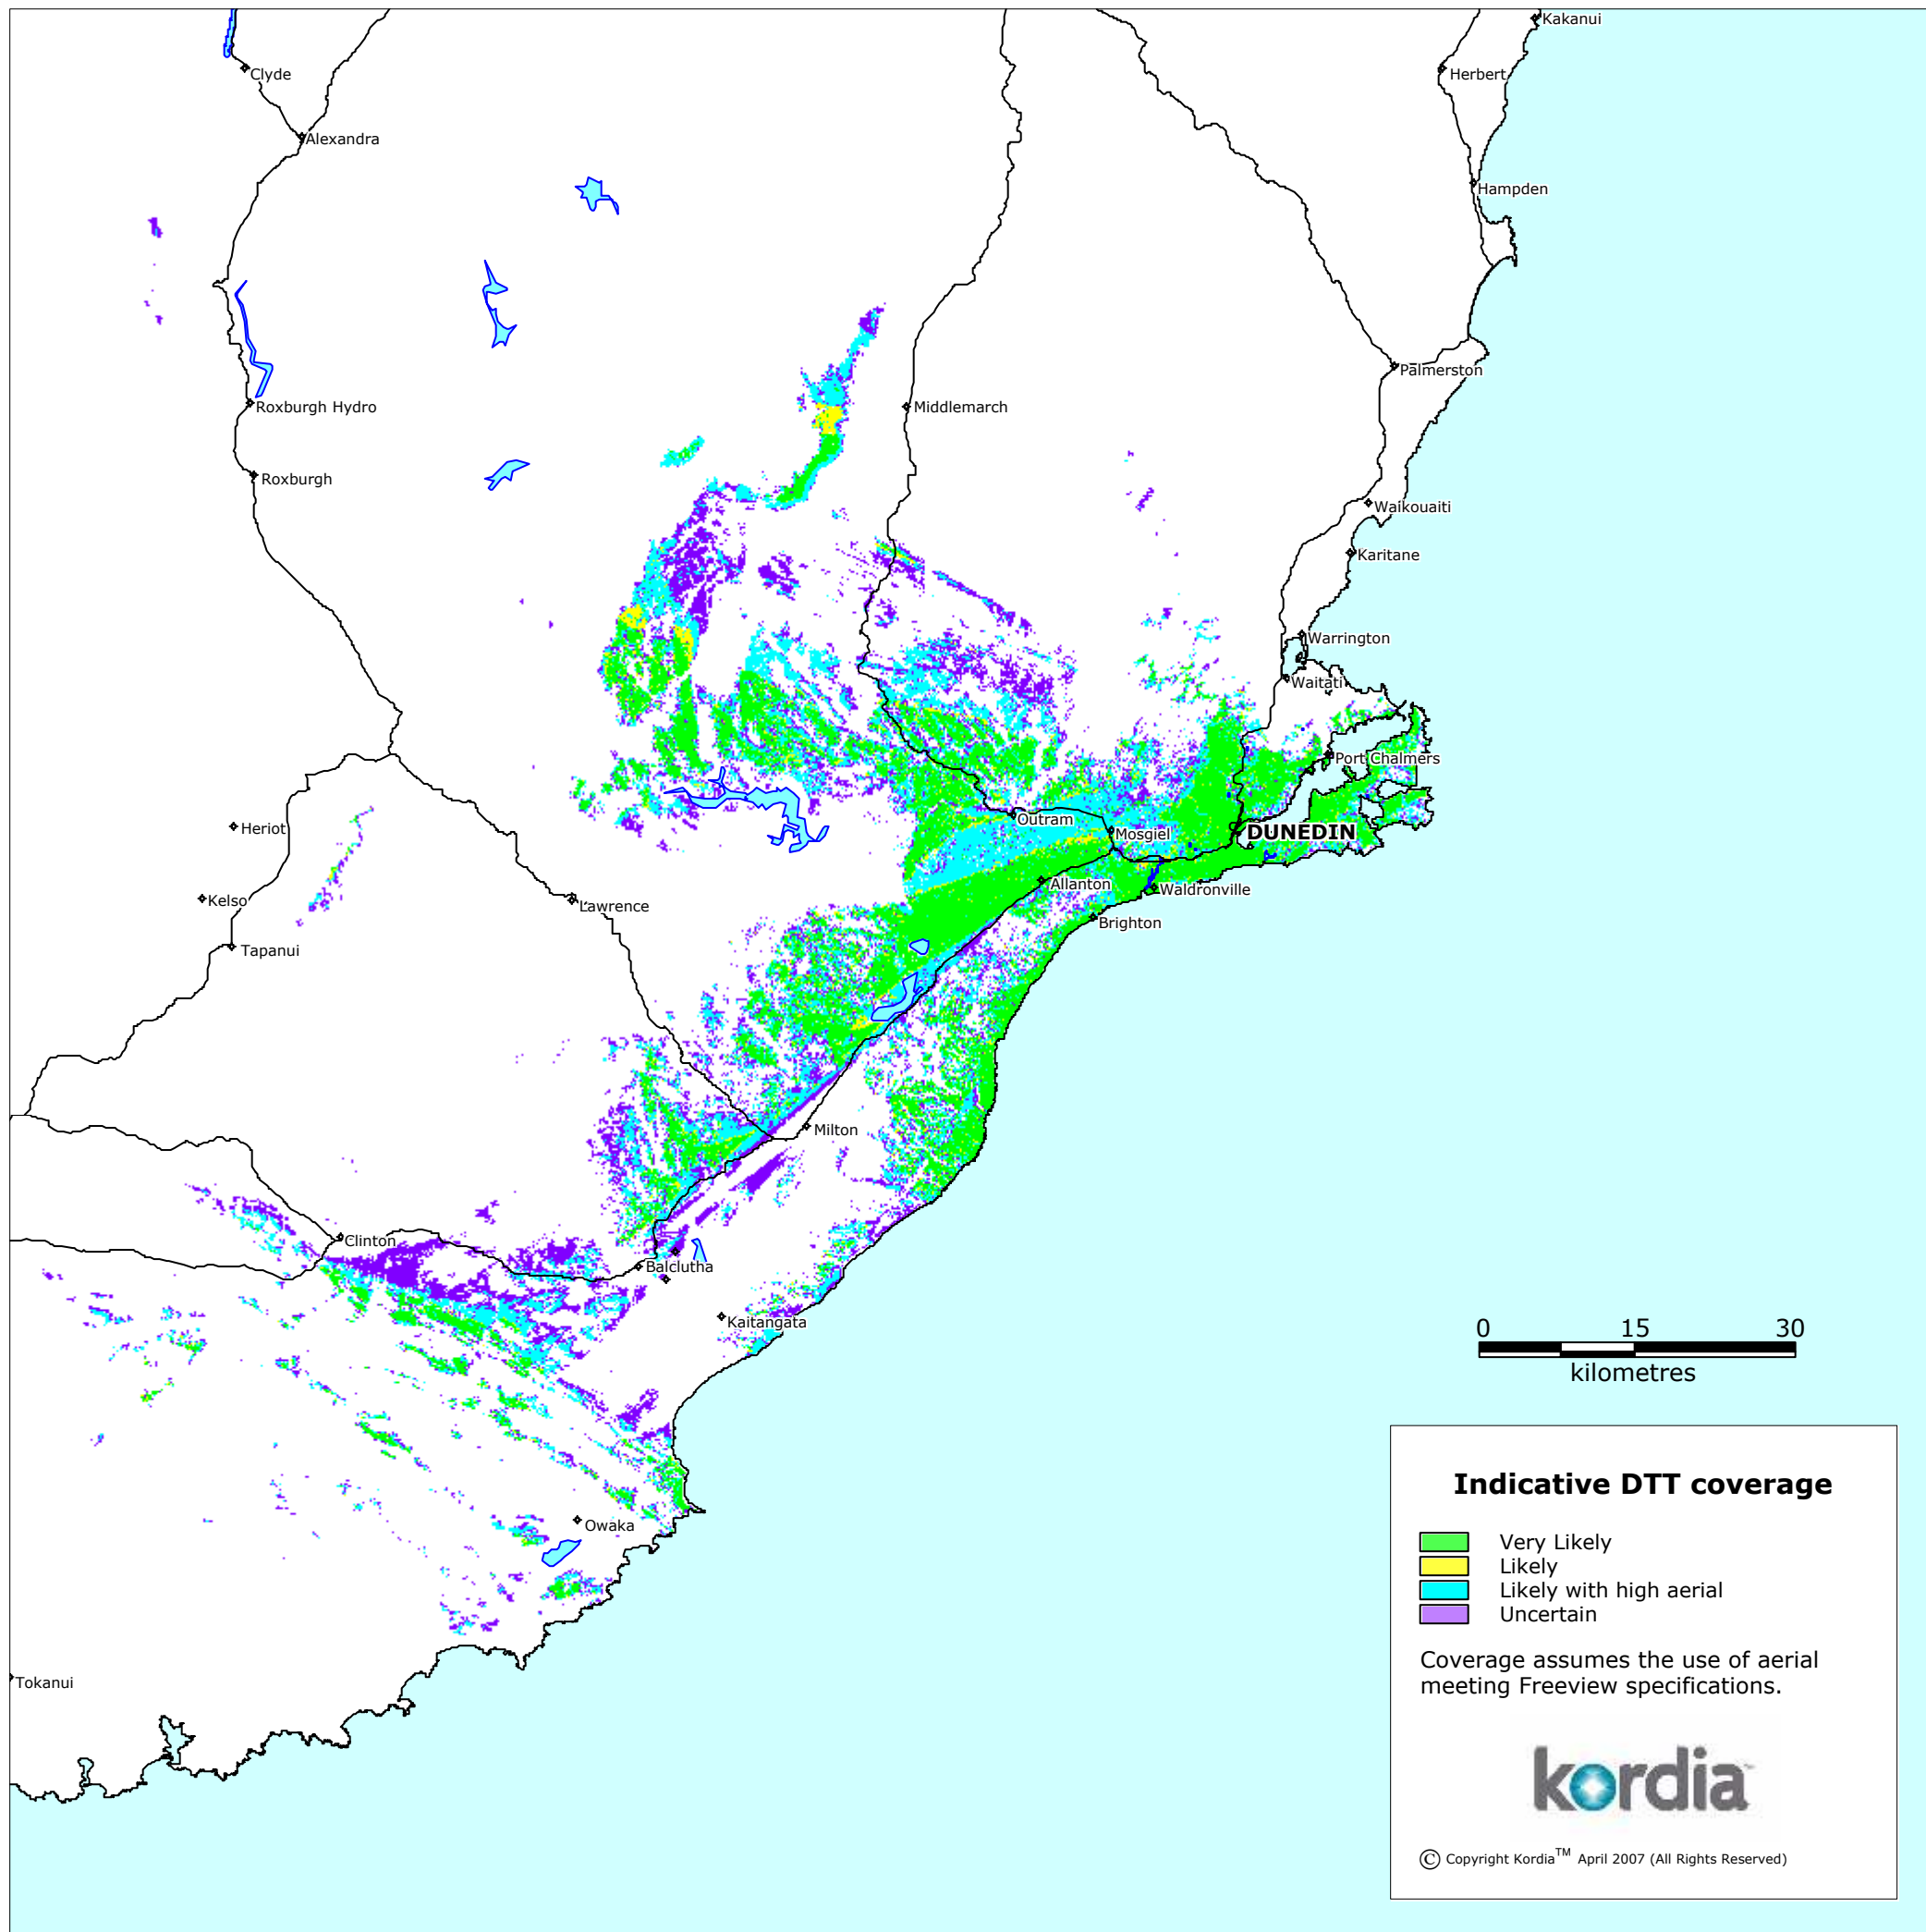 Kakanui
Clyde
Herbert
Alexandra
Hampden
Palmerston
Roxburgh Hydro
Middlemarch
Roxburgh
Waikouaiti
Karitane
Warrington
Waitati
Port Chalmers
Outram
Heriot
Mosgiel
DUNEDIN
Allanton
Waldronville
Kelso
Lawrence
Brighton
Tapanui
Milton
Clinton
Balclutha
Kaitangata
0 15 30
kilometres
Owaka
Tokanui
Indicative DTT coverage
Very Likely
Likely
Likely with high aerial
Uncertain
Coverage assumes the use of aerial
meeting Freeview specifications.
kordia™
© Copyright Kordia™ April 2007 (All Rights Reserved)